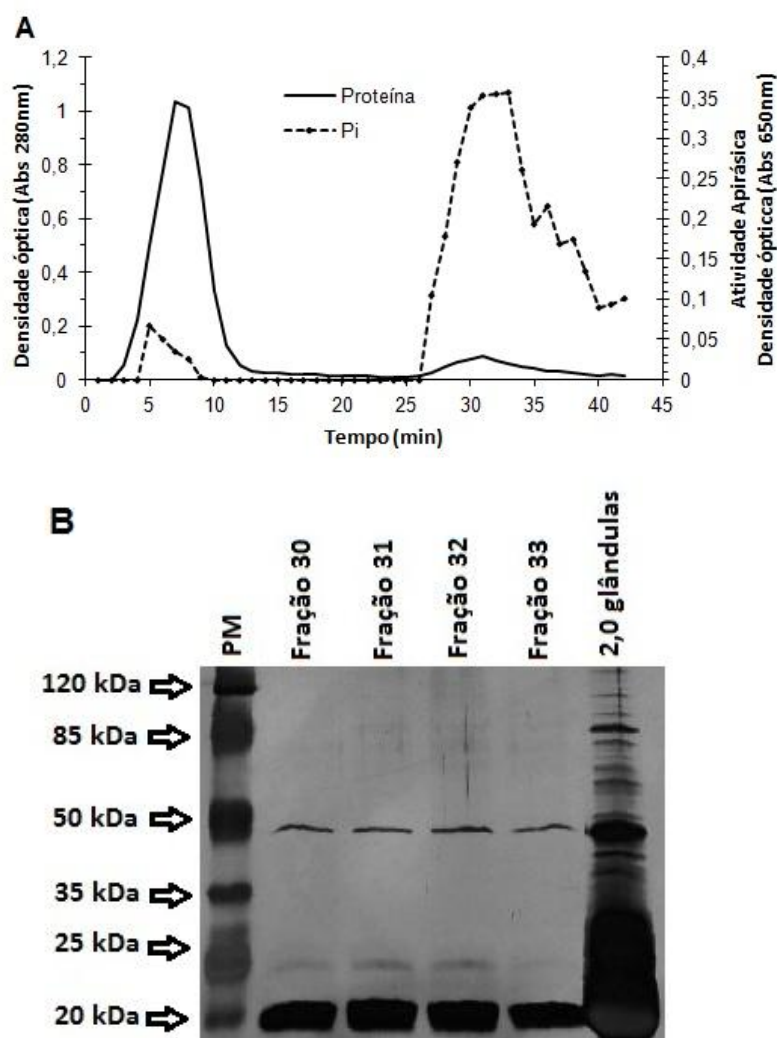 A
Densidade óptica (Abs 280nm)
1,2
1
0,8
0,6
0,4
0,2
0
Proteína
Pi
0,4
0,35
0,3
0,25
0,2
0,15
0,1
0,05
0
Atividade Apirásica
Densidade ópticca (Abs 650nm)
0 5 10 15 20 25 30 35 40 45
Tempo (min)
B
PM
Fração 30
Fração 31
Fração 32
Fração 33
2,0 glândulas
120 kDa
85 kDa
50 kDa
35 kDa
25 kDa
20 kDa